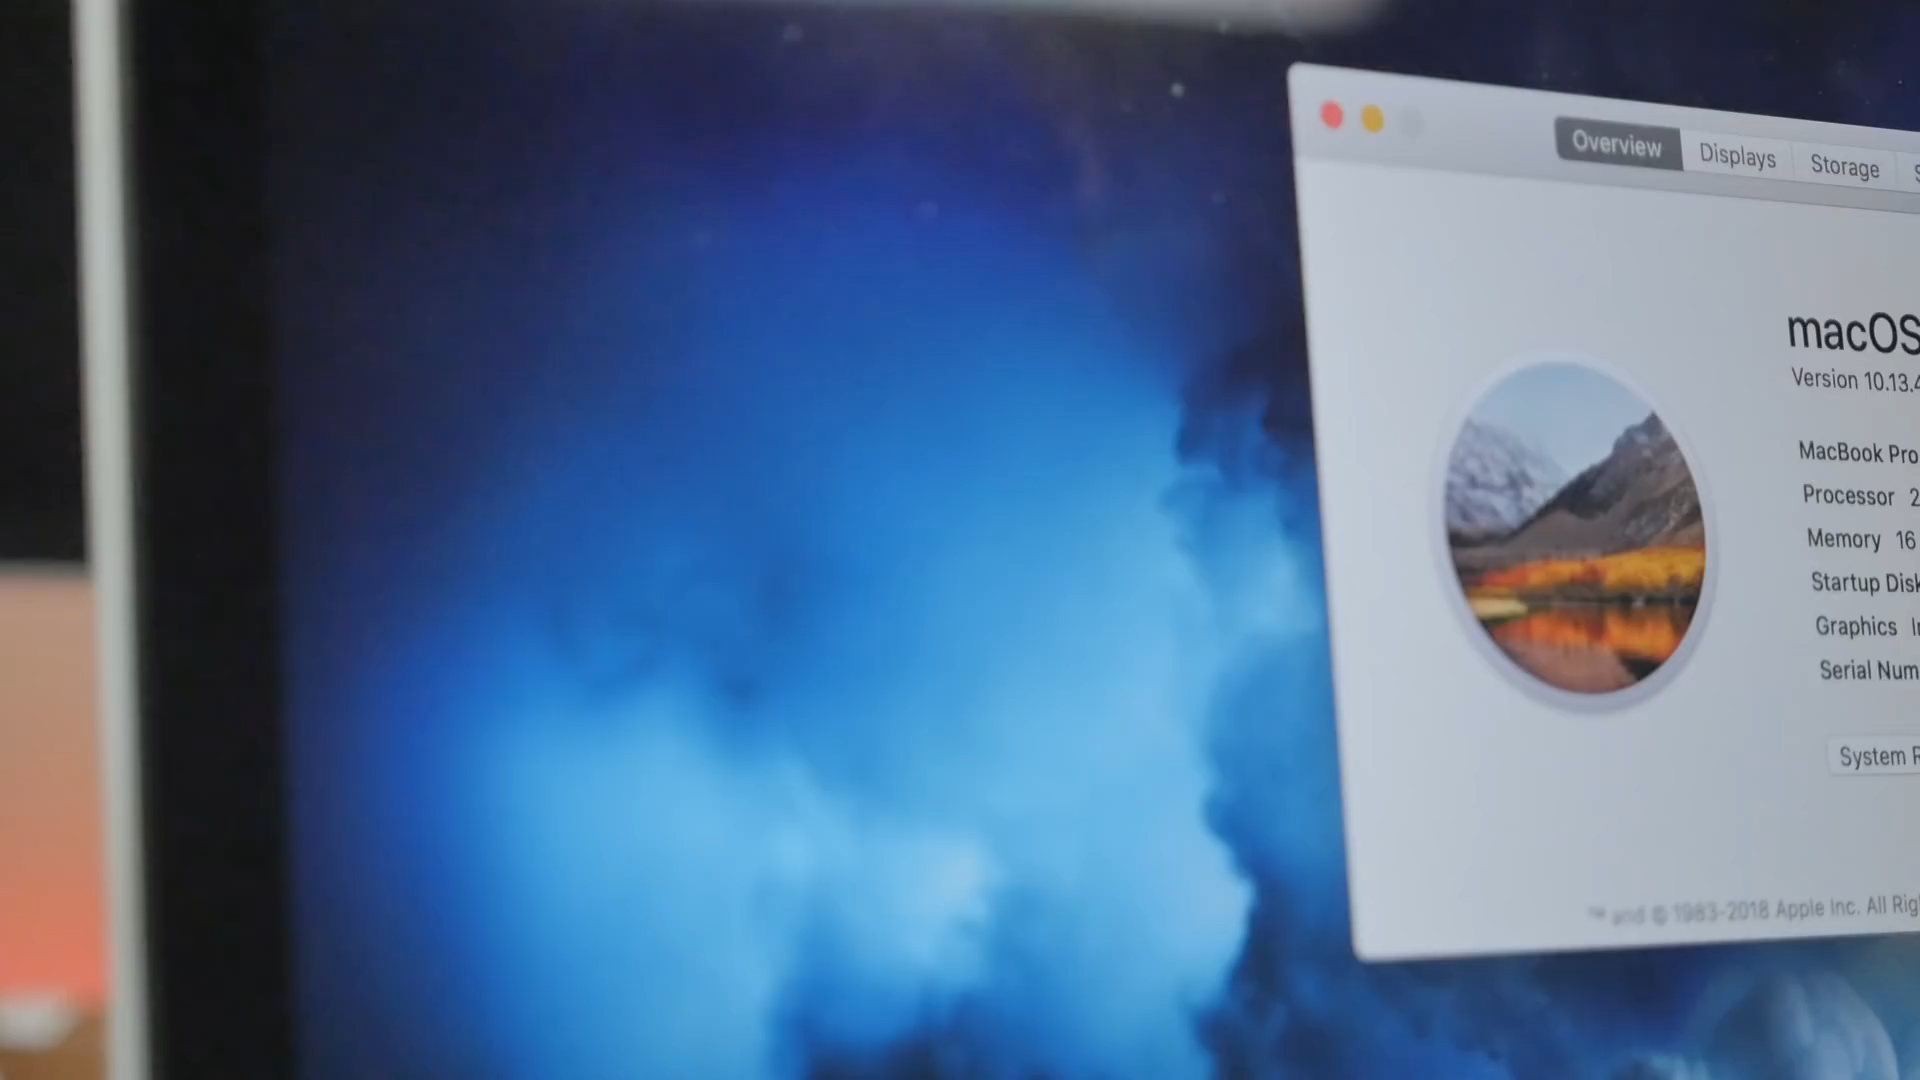 Overview Displays Storage
macOS
Version 10.13.4
MacBook Pro
Processor 2
Memory 16
Startup Disk
Graphics
Serial Num
System R
™ and © 1983-2018 Apple Inc. All Rig